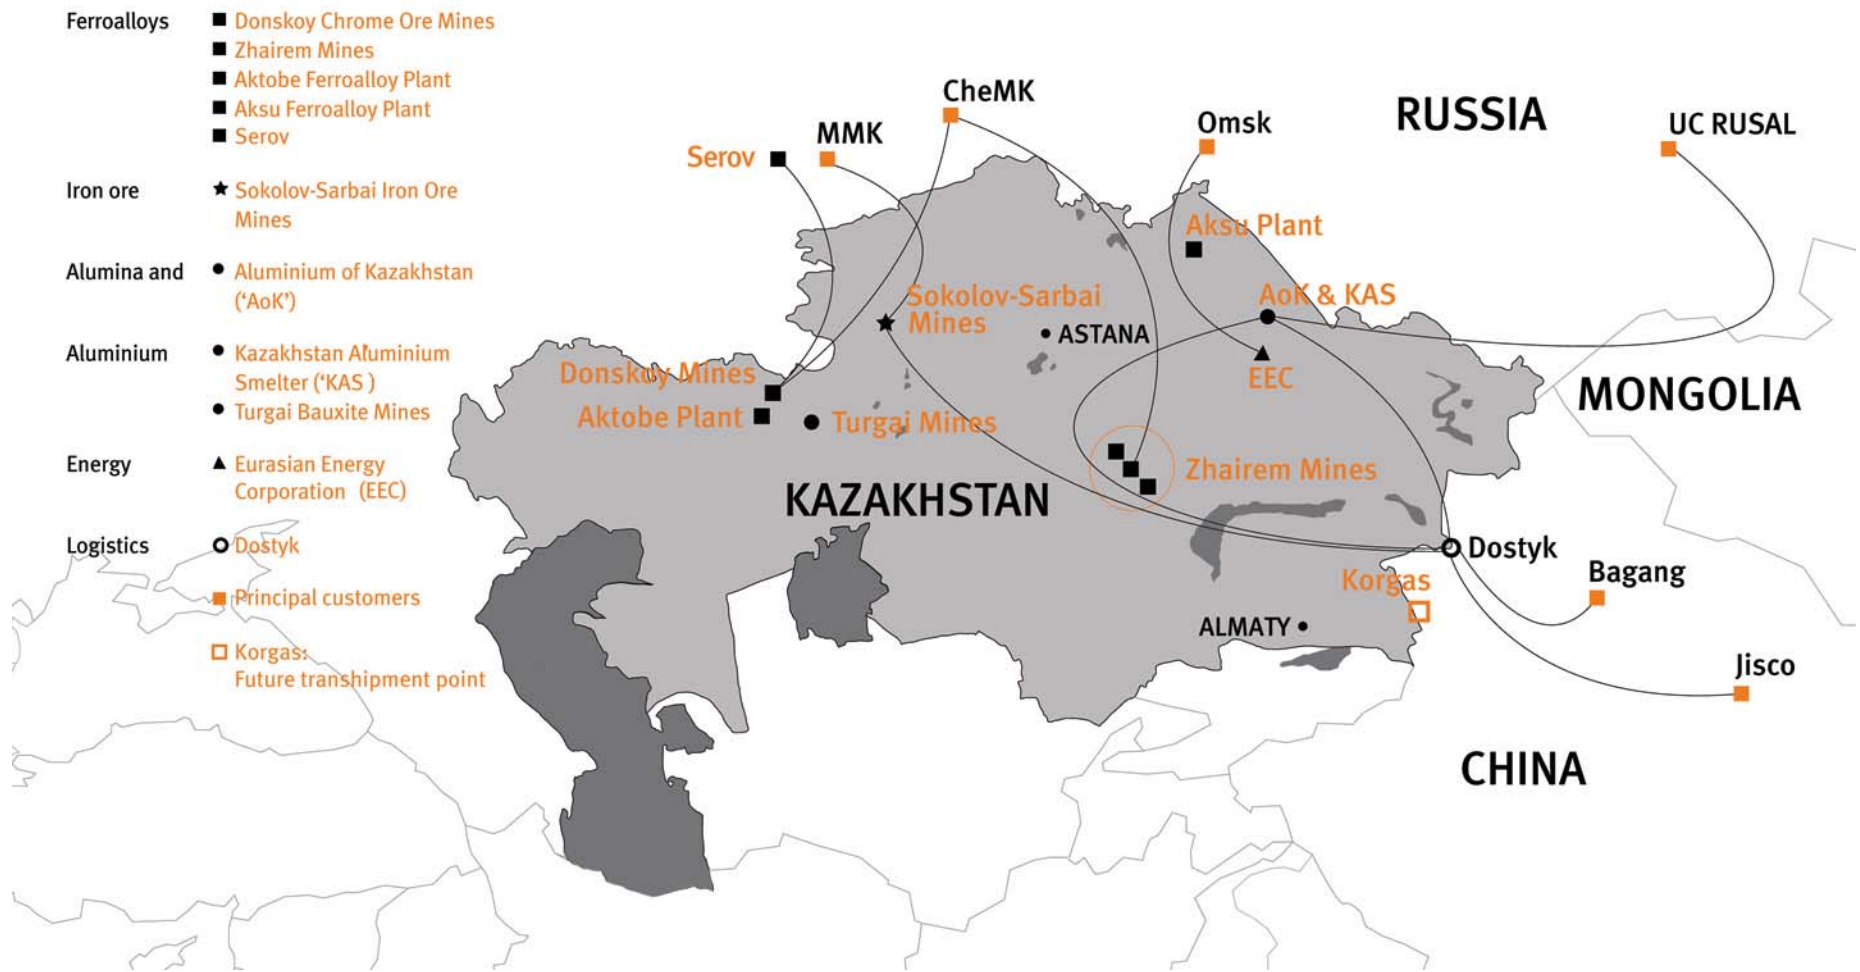 Ferroalloys
Donskoy Chrome Ore Mines
Zhairem Mines
Aktobe Ferroalloy Plant
Aksu Ferroalloy Plant
Serov
Iron ore
Sokolov-Sarbai Iron Ore
Mines
Alumina and
Aluminium of Kazakhstan
(‘AoK’)
Aluminium
Kazakhstan Aluminium
Smelter (‘KAS )
Turgai Bauxite Mines
Energy
Eurasian Energy
Corporation (EEC)
Logistics
Dostyk
Principal customers
Korgas:
Future transhipment point
CheMK
MMK
Serov
Omsk
RUSSIA
UC RUSAL
Aksu Plant
Sokolov-Sarbai
Mines
AoK & KAS
ASTANA
EEC
Donskoy Mines
Aktobe Plant
Turgai Mines
MONGOLIA
Zhairem Mines
KAZAKHSTAN
Dostyk
Korgas
Bagang
ALMATY
Jisco
CHINA